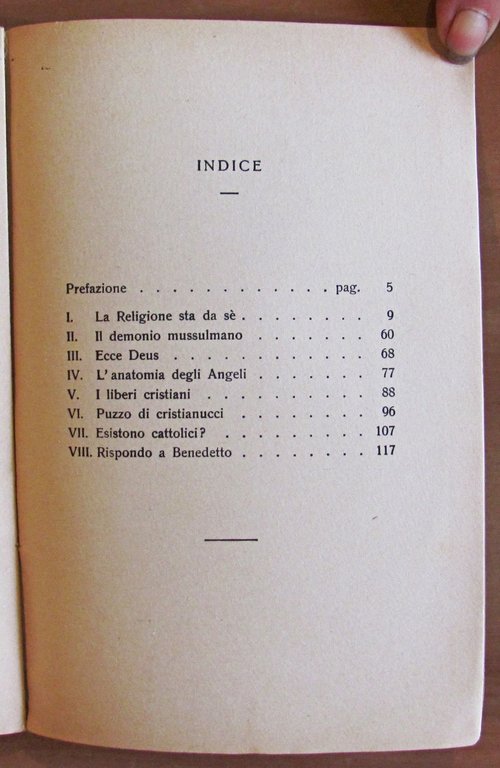 INDICE
Prefazione . . . . . . . . . . . . . pag. 5
I. La Religione sta da sè . . . . . . . . 9
II. Il demonio mussulmano . . . . . . . 60
III. Ecce Deus . . . . . . . . . . . . 68
IV. L'anatomia degli Angeli . . . . . . . 77
V. I liberi cristiani . . . . . . . . . . 88
VI. Puzzo di cristianucci . . . . . . . . 96
VII. Esistono cattolici? . . . . . . . . . 107
VIII. Rispondo a Benedetto . . . . . . . . 117